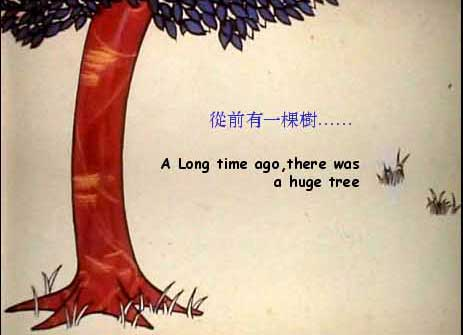 從前有一棵樹……
A Long time ago,there was
a huge tree